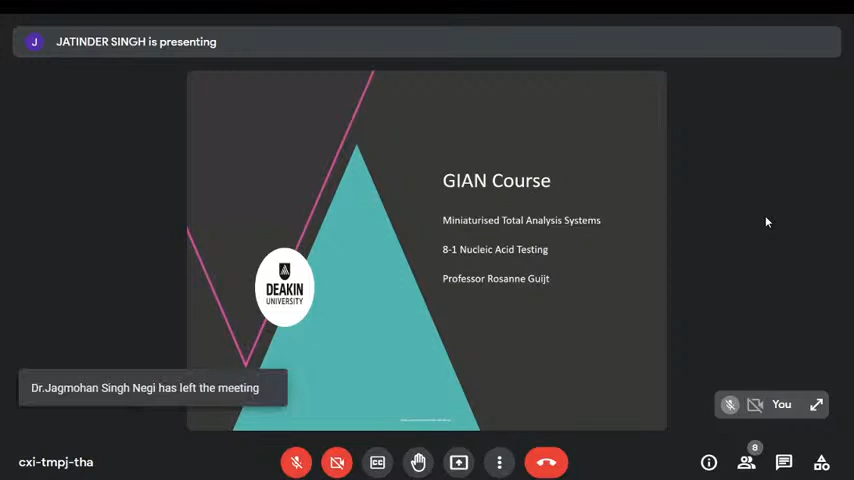 J JATINDER SINGH is presenting
GIAN Course
Miniaturised Total Analysis Systems
8-1 Nucleic Acid Testing
Professor Rosanne Guijt
DEAKIN
UNIVERSITY
Dr.Jagmohan Singh Negi has left the meeting
You
8
cxi-tmpj-tha
CC